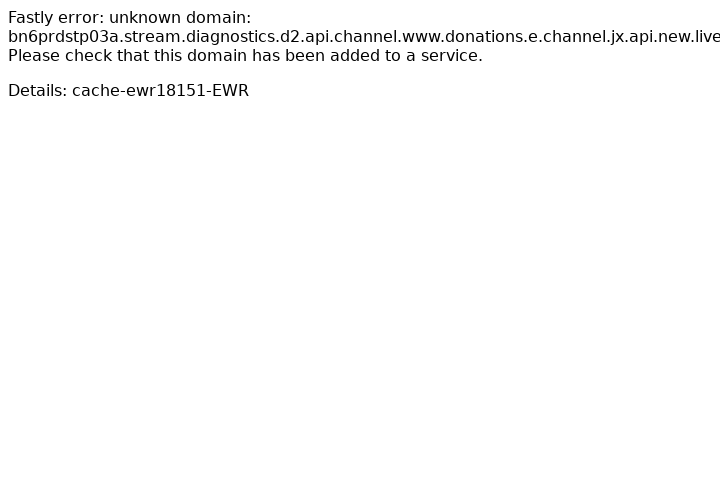 Fastly error: unknown domain:
bn6prdstp03a.stream.diagnostics.d2.api.channel.www.donations.e.channel.jx.api.new.live
Please check that this domain has been added to a service.
Details: cache-ewr18151-EWR